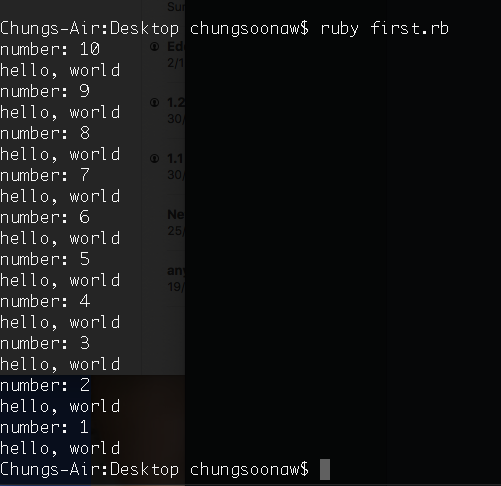 Chungs-Air:Desktop chungsoonaw$ ruby first.rb
number: 10
hello, world
number: 9
hello, world
number: 8
hello, world
number: 7
hello, world
number: 6
hello, world
number: 5
hello, world
number: 4
hello, world
number: 3
hello, world
number: 2
hello, world
number: 1
hello, world
Chungs-Air:Desktop chungsoonaw$